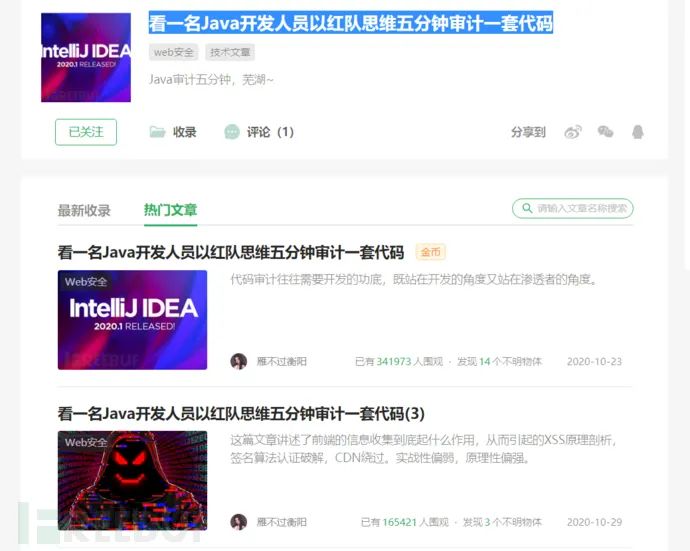 IntelliJ IDEA
2020.1 RELEASED!
看一名Java开发人员以红队思维五分钟审计一套代码
web安全 技术文章
Java审计五分钟，芜湖~
已关注 收录 评论（1） 分享到
最新收录 热门文章 请输入文章名称搜索
看一名Java开发人员以红队思维五分钟审计一套代码 金币
Web安全
IntelliJ IDEA
2020.1 RELEASED!
代码审计往往需要开发的功底，既站在开发的角度又站在渗透者的角度。
雁不过衡阳 已有 341973 人围观 · 发现 14 个不明物体 2020-10-23
看一名Java开发人员以红队思维五分钟审计一套代码(3)
Web安全
这篇文章讲述了前端的信息收集到底起什么作用，从而引起的XSS原理剖析，
签名算法认证破解，CDN绕过。实战性偏弱，原理性偏强。
雁不过衡阳 已有 165421 人围观 · 发现 3 个不明物体 2020-10-29
FREEBUF